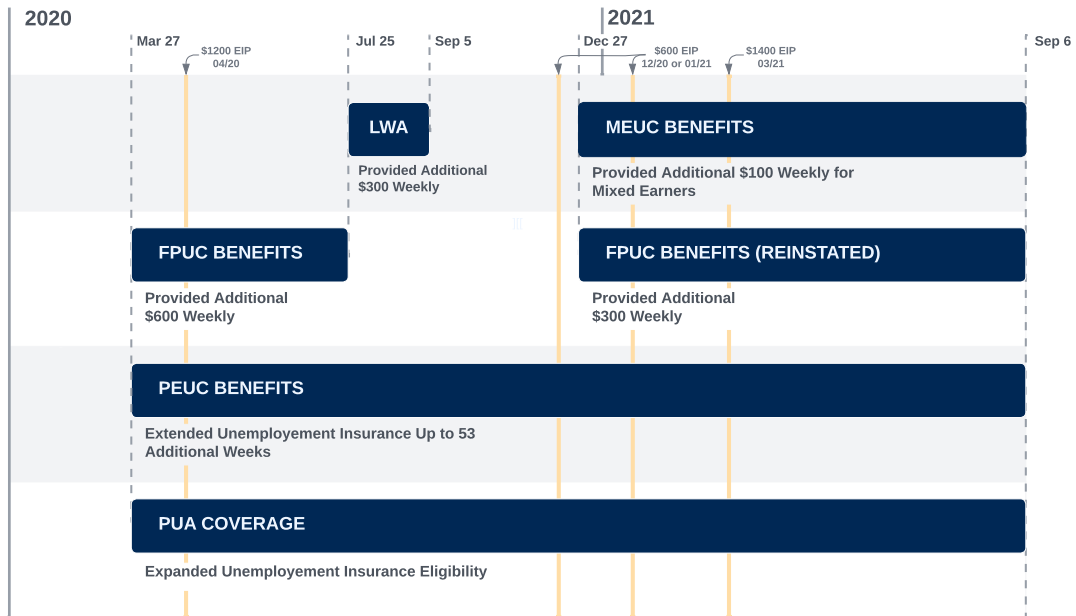 2020
2021
Mar 27
Jul 25
Sep 5
Dec 27
Sep 6
$1200 EIP
04/20
$600 EIP
12/20 or 01/21
$1400 EIP
03/21
LWA
MEUC BENEFITS
Provided Additional
$300 Weekly
Provided Additional $100 Weekly for
Mixed Earners
FPUC BENEFITS
FPUC BENEFITS (REINSTATED)
Provided Additional
$600 Weekly
Provided Additional
$300 Weekly
PEUC BENEFITS
Extended Unemployement Insurance Up to 53
Additional Weeks
PUA COVERAGE
Expanded Unemployement Insurance Eligibility